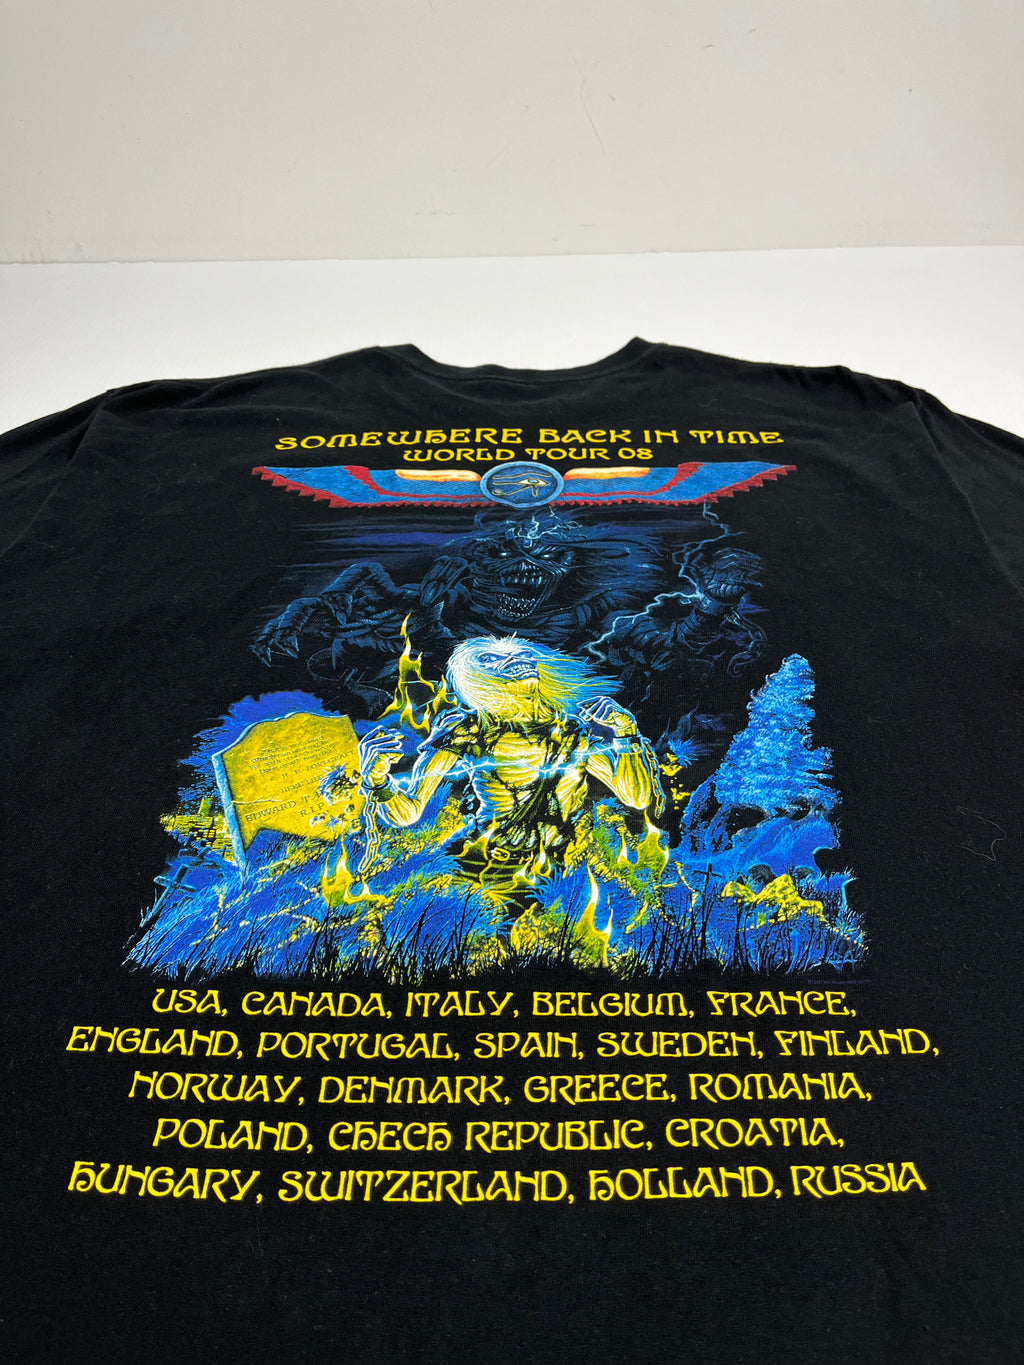 SOMEWHERE BACK IN TIME
WORLD TOUR 08
EDWARD
R.I.P.
USA, CANADA, ITALY, BELGIUM, FRANCE,
ENGLAND, PORTUGAL, SPAIN, SWEDEN, FINLAND,
NORWAY, DENMARK, GREECE, ROMANIA,
POLAND, CHECH REPUBLIC, CROATIA,
HUNGARY, SWITZERLAND, HOLLAND, RUSSIA